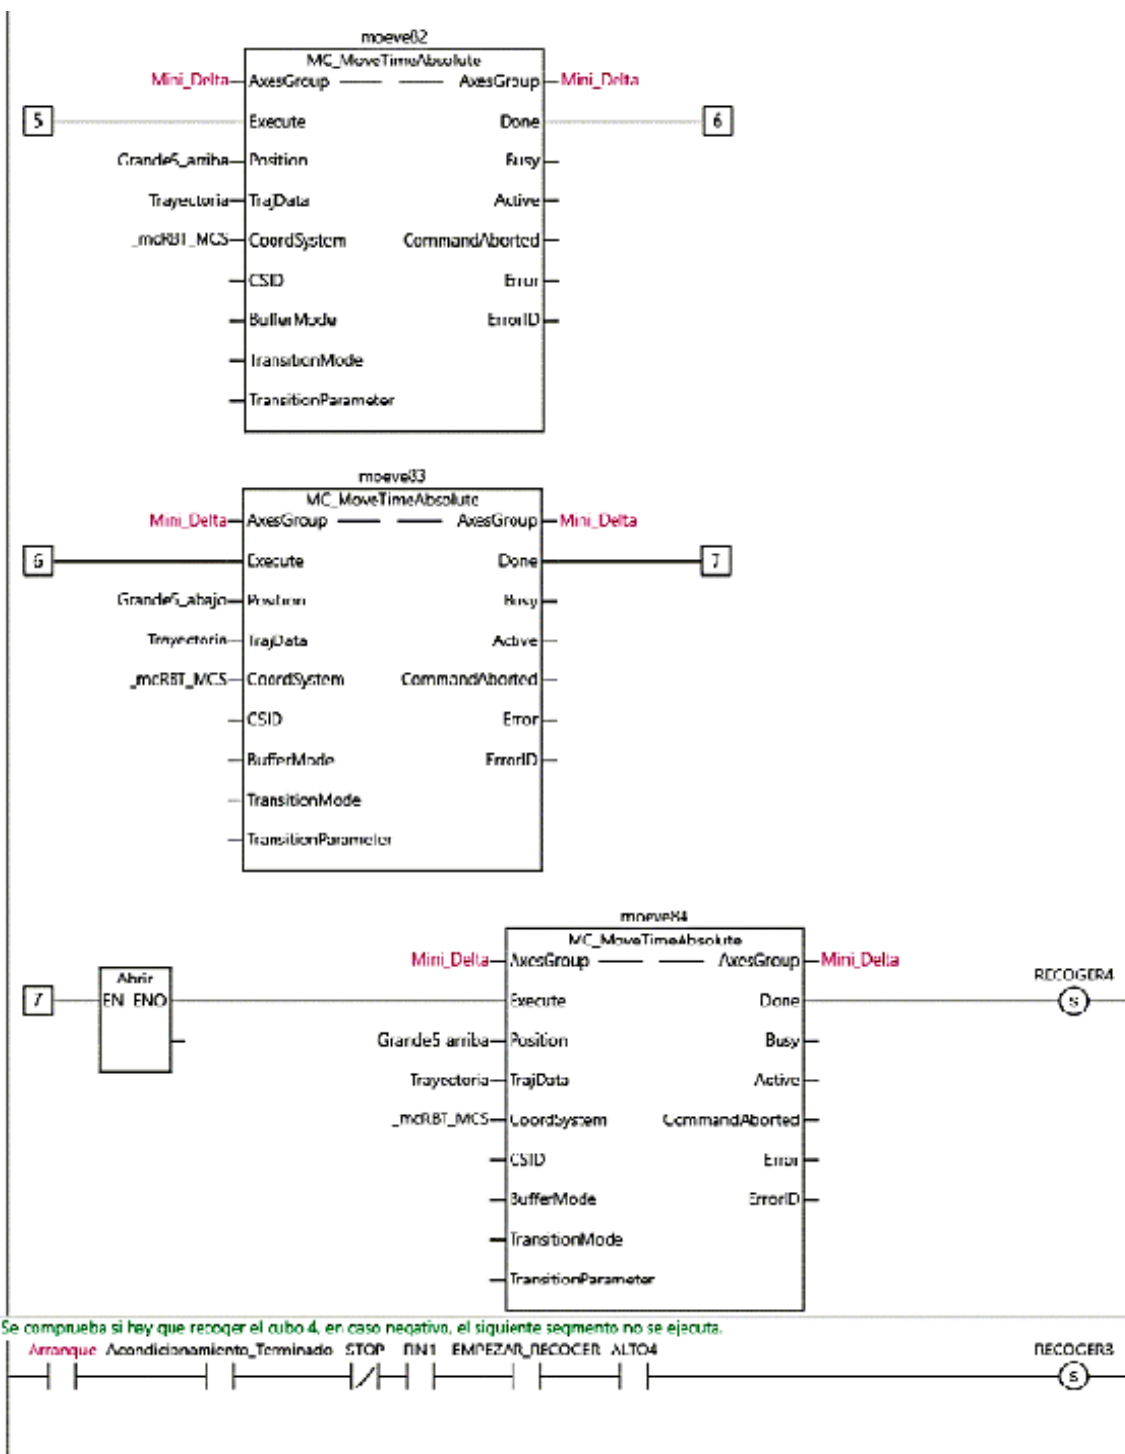 moeve82
MC_MoveTimeAbsolute
Mini_Delta AxesGroup AxesGroup Mini_Delta
5 Execute Done 6
Grande5_arriba Position Busy
Trayectoria TrajData Active
_mcRBT_MCS CoordSystem CommandAborted
CSID Error
BufferMode ErrorID
TransitionMode
TransitionParameter
moeve83
MC_MoveTimeAbsolute
Mini_Delta AxesGroup AxesGroup Mini_Delta
6 Execute Done 7
Grande5_abajo Position Busy
Trayectoria TrajData Active
_mcRBT_MCS CoordSystem CommandAborted
CSID Error
BufferMode ErrorID
TransitionMode
TransitionParameter
moeve84
MC_MoveTimeAbsolute
Mini_Delta AxesGroup AxesGroup Mini_Delta
Abrir RECOGER4
7 EN ENO Execute Done S
Grande5_arriba Position Busy
Trayectoria TrajData Active
_mcRBT_MCS CoordSystem CommandAborted
CSID Error
BufferMode ErrorID
TransitionMode
TransitionParameter
Se comprueba si hay que recoger el cubo 4, en caso negativo, el siguiente segmento no se ejecuta.
Arranque Acondicionamiento_Terminado STOP FIN1 EMPEZAR_RECOGER ALTO4 RECOGER3
S